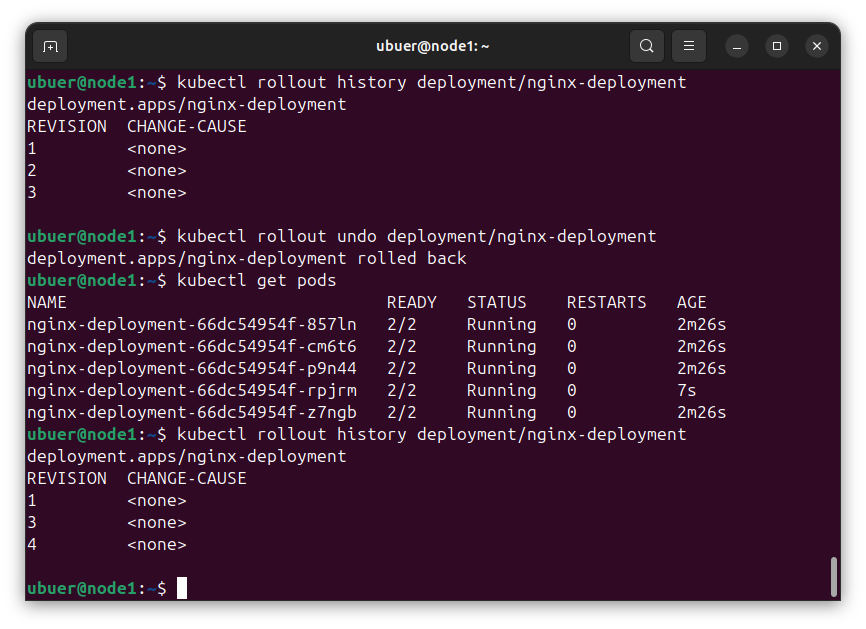 ubuer@node1: ~
ubuer@node1:~$ kubectl rollout history deployment/nginx-deployment
deployment.apps/nginx-deployment
REVISION  CHANGE-CAUSE
1         <none>
2         <none>
3         <none>
ubuer@node1:~$ kubectl rollout undo deployment/nginx-deployment
deployment.apps/nginx-deployment rolled back
ubuer@node1:~$ kubectl get pods
NAME                                READY   STATUS    RESTARTS   AGE
nginx-deployment-66dc54954f-857ln   2/2     Running   0          2m26s
nginx-deployment-66dc54954f-cm6t6   2/2     Running   0          2m26s
nginx-deployment-66dc54954f-p9n44   2/2     Running   0          2m26s
nginx-deployment-66dc54954f-rpjrm   2/2     Running   0          7s
nginx-deployment-66dc54954f-z7ngb   2/2     Running   0          2m26s
ubuer@node1:~$ kubectl rollout history deployment/nginx-deployment
deployment.apps/nginx-deployment
REVISION  CHANGE-CAUSE
1         <none>
3         <none>
4         <none>
ubuer@node1:~$